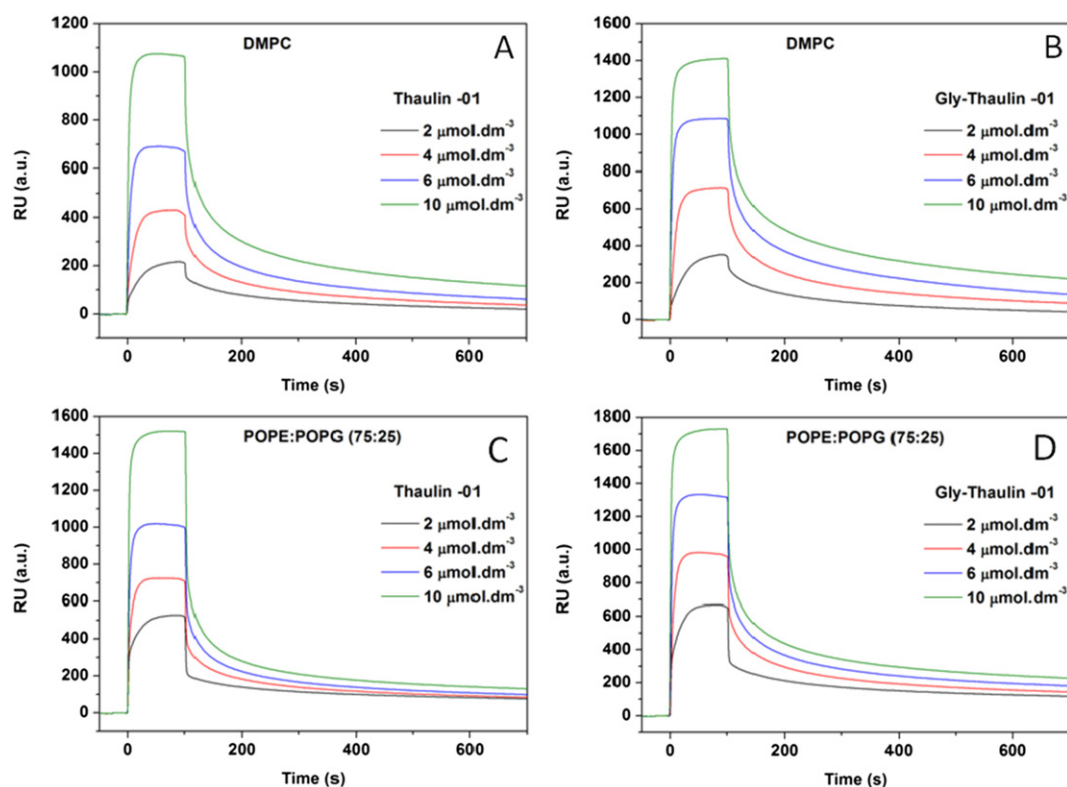 DMPC
A
Thaulin -01
2 μmol.dm⁻³
4 μmol.dm⁻³
6 μmol.dm⁻³
10 μmol.dm⁻³
1200
1000
800
600
400
200
0
RU (a.u.)
0 200 400 600
Time (s)
DMPC
B
Gly-Thaulin -01
2 μmol.dm⁻³
4 μmol.dm⁻³
6 μmol.dm⁻³
10 μmol.dm⁻³
1600
1400
1200
1000
800
600
400
200
0
RU (a.u.)
0 200 400 600
Time (s)
POPE:POPG (75:25)
C
Thaulin -01
2 μmol.dm⁻³
4 μmol.dm⁻³
6 μmol.dm⁻³
10 μmol.dm⁻³
1600
1400
1200
1000
800
600
400
200
0
RU (a.u.)
0 200 400 600
Time (s)
POPE:POPG (75:25)
D
Gly-Thaulin -01
2 μmol.dm⁻³
4 μmol.dm⁻³
6 μmol.dm⁻³
10 μmol.dm⁻³
1800
1600
1400
1200
1000
800
600
400
200
0
RU (a.u.)
0 200 400 600
Time (s)